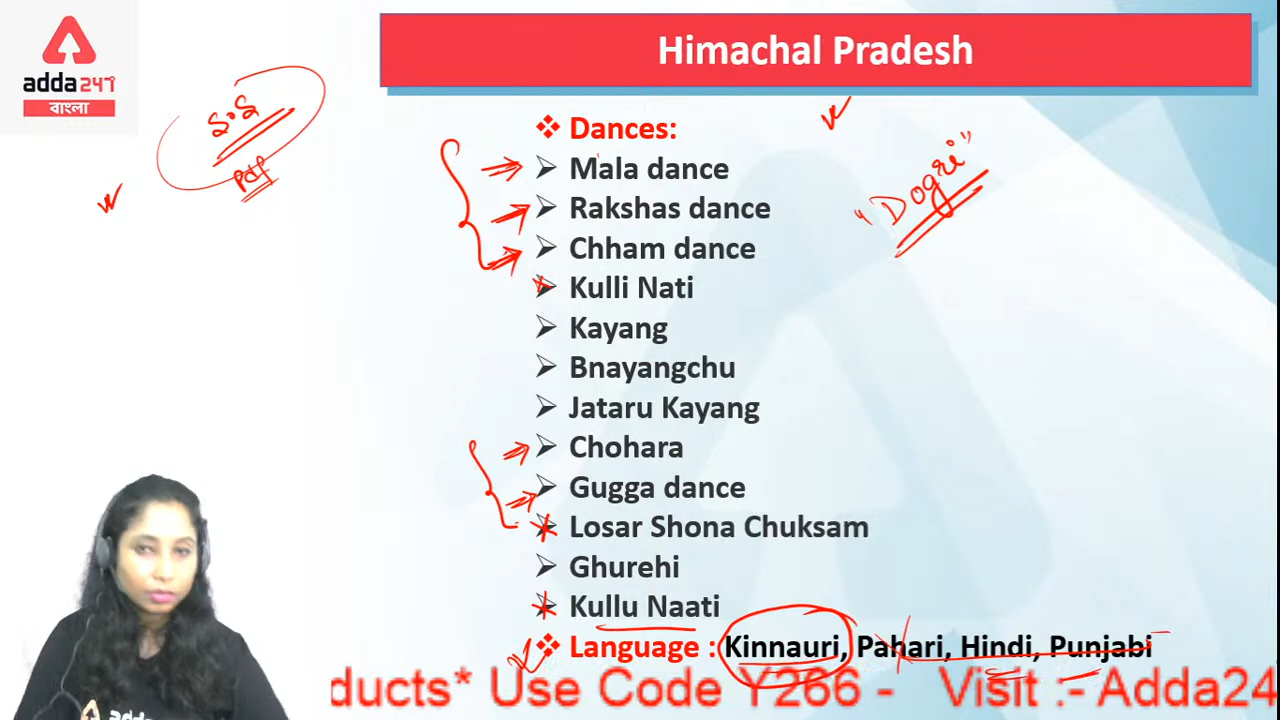 Himachal Pradesh
adda247
বাংলা
S.S
pdf
"Dogri"
Dances:
Mala dance
Rakshas dance
Chham dance
Kulli Nati
Kayang
Bnayangchu
Jataru Kayang
Chohara
Gugga dance
Losar Shona Chuksam
Ghurehi
Kullu Naati
Language : Kinnauri, Pahari, Hindi, Punjabi
ducts* Use Code Y266 - Visit :- Adda24
adda